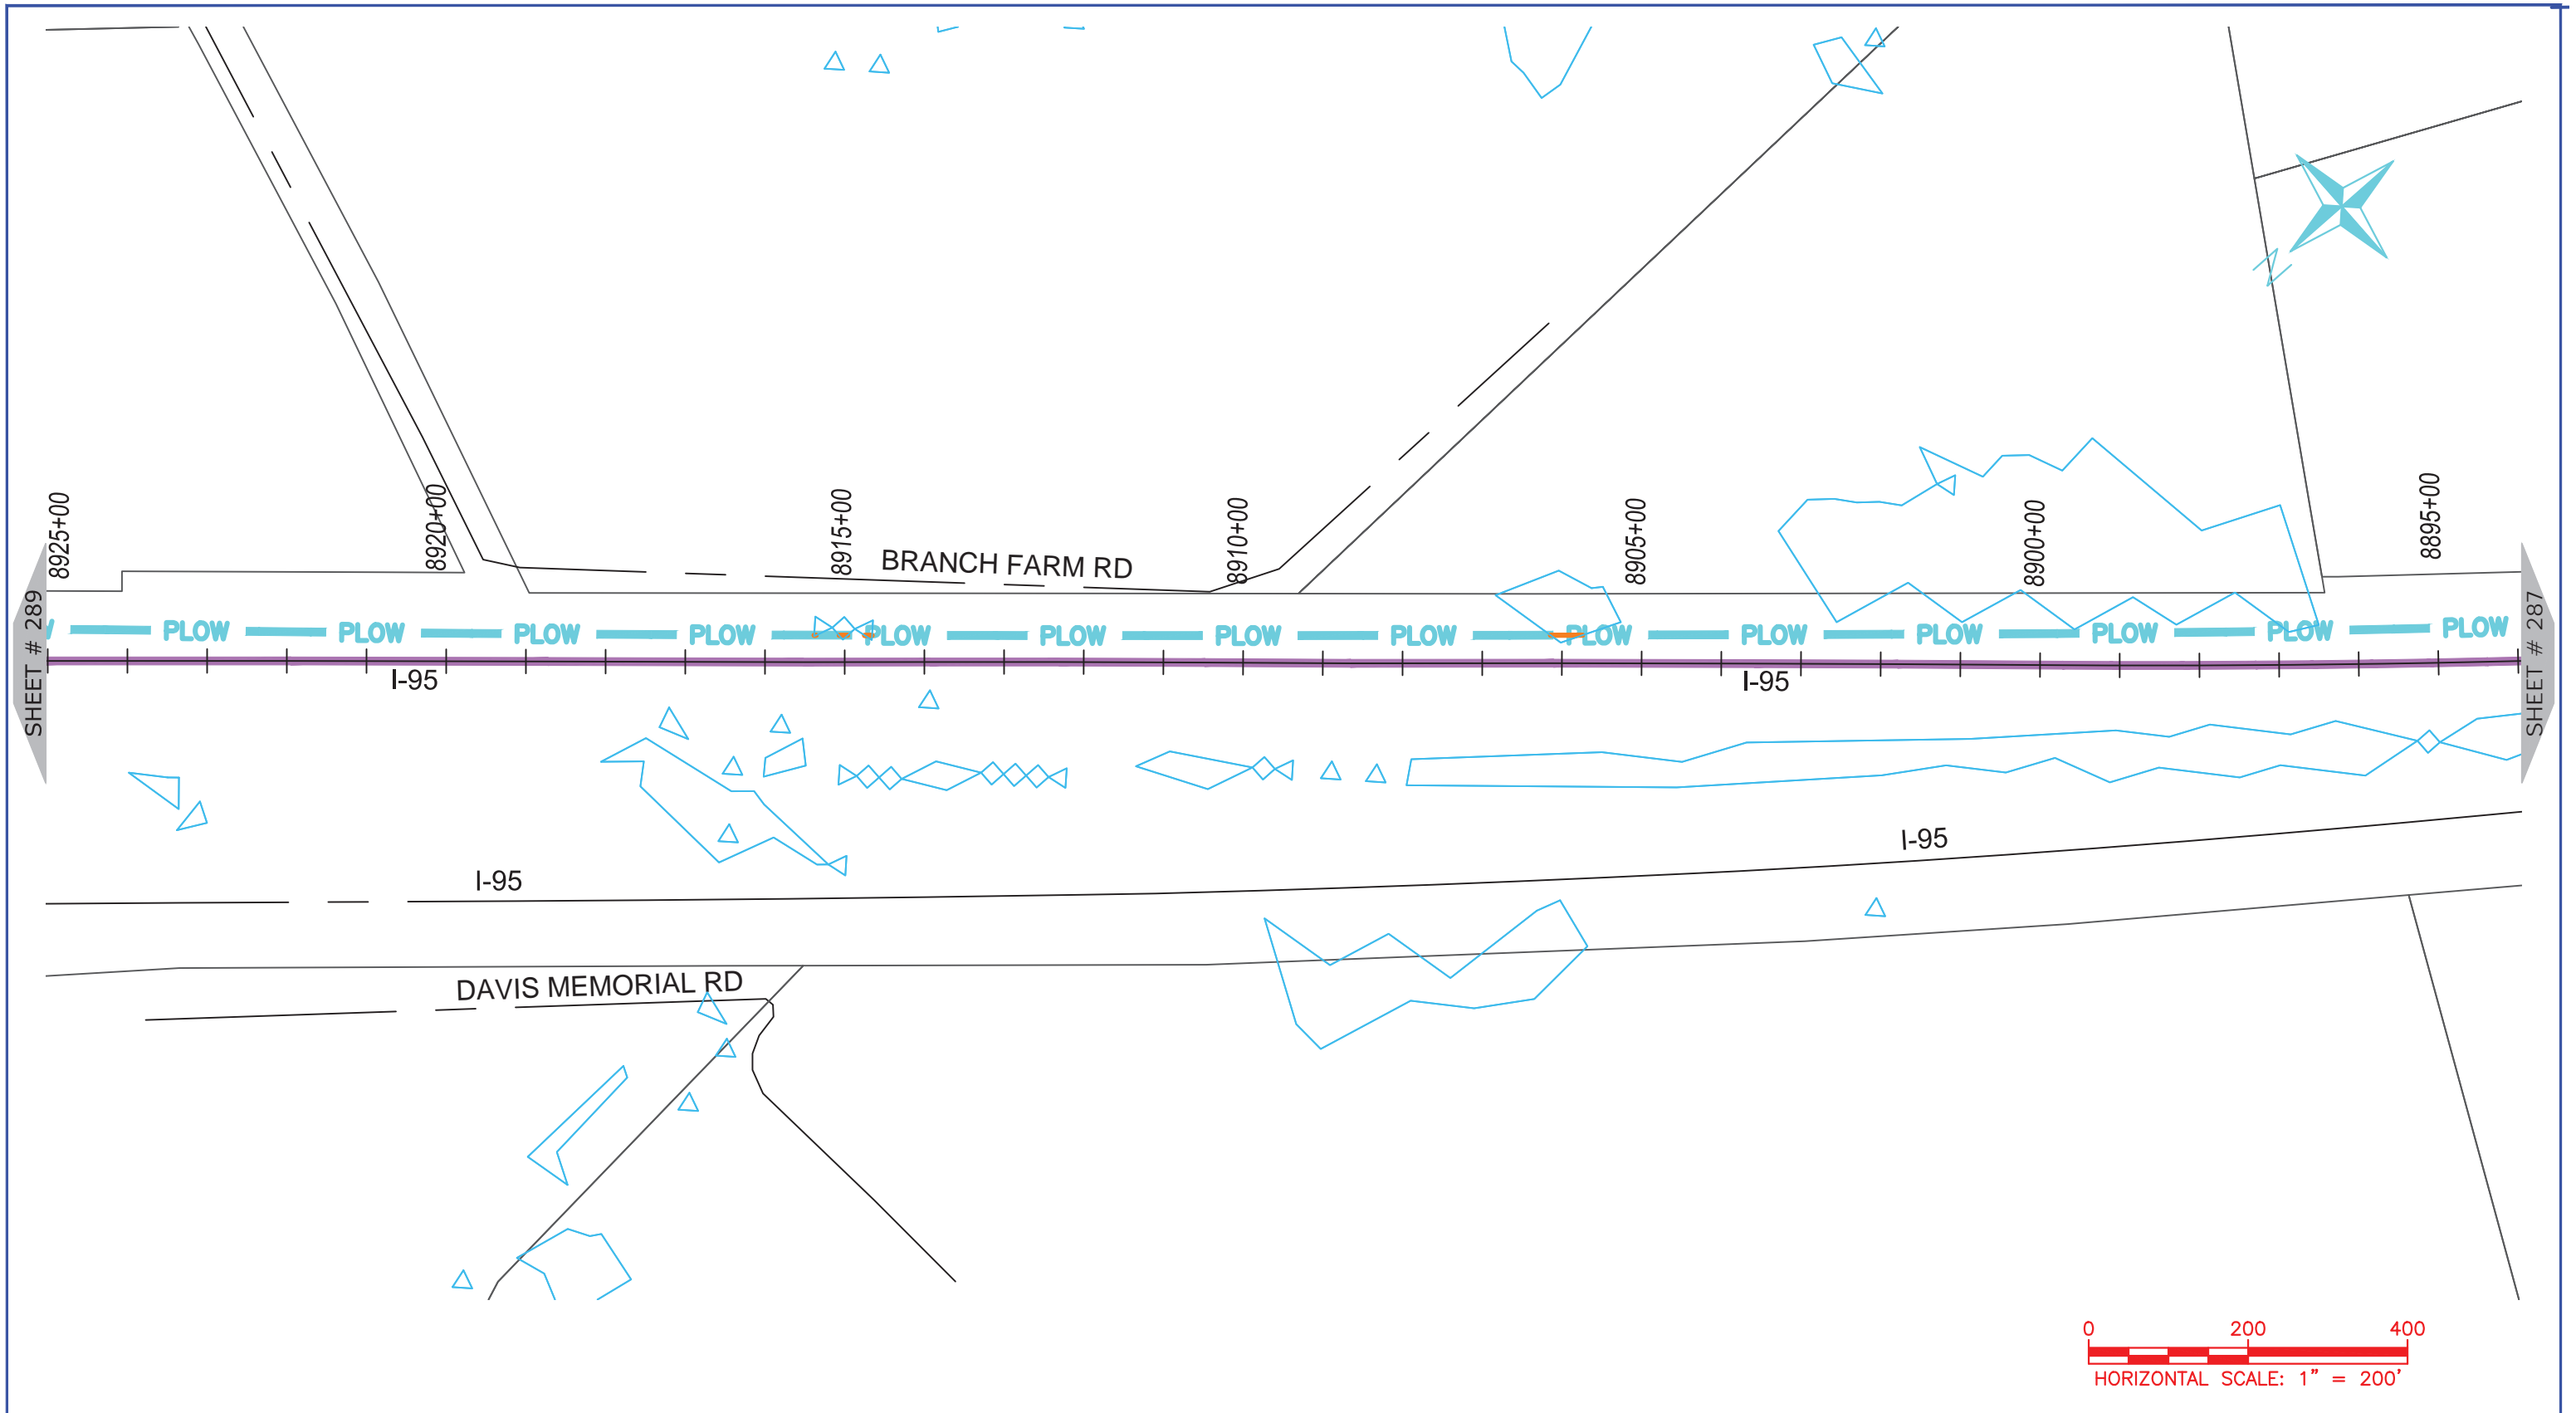 N
8925+00
8920+00
8915+00
8910+00
8905+00
8900+00
8895+00
BRANCH FARM RD
SHEET # 289
PLOW PLOW PLOW PLOW PLOW PLOW PLOW PLOW PLOW PLOW PLOW PLOW PLOW PLOW
SHEET # 287
I-95
I-95
I-95
I-95
DAVIS MEMORIAL RD
0 200 400
HORIZONTAL SCALE: 1" = 200'